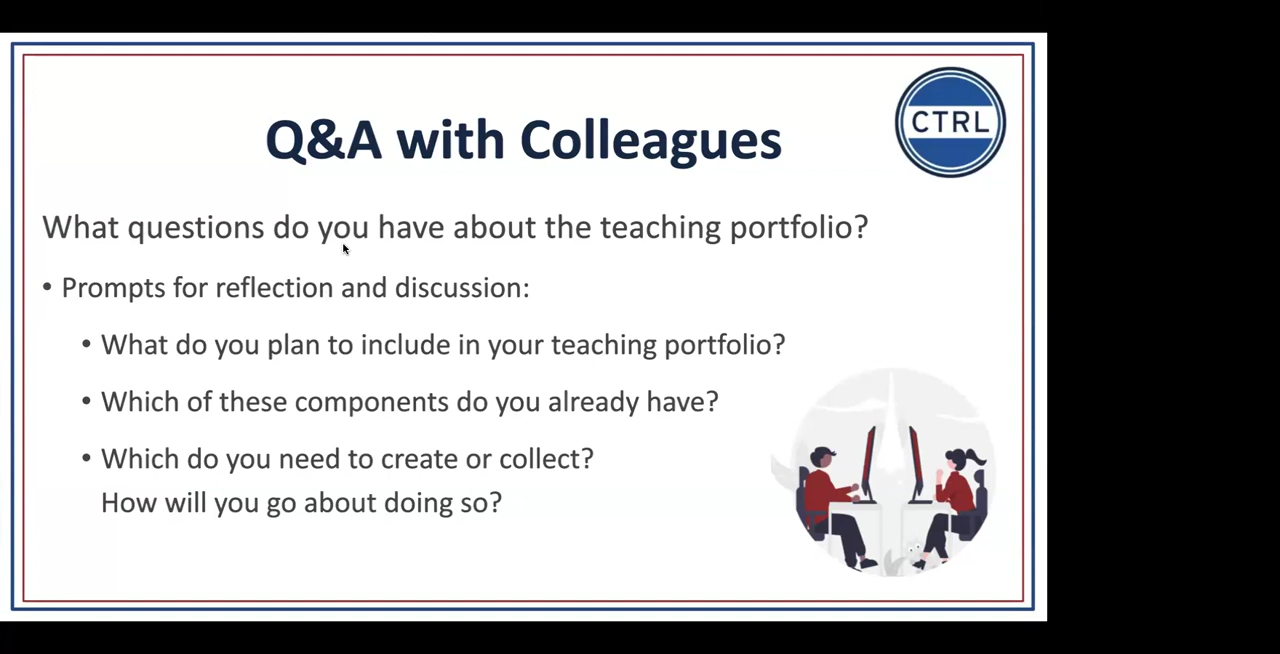 CTRL
Q&A with Colleagues
What questions do you have about the teaching portfolio?
• Prompts for reflection and discussion:
• What do you plan to include in your teaching portfolio?
• Which of these components do you already have?
• Which do you need to create or collect?
How will you go about doing so?